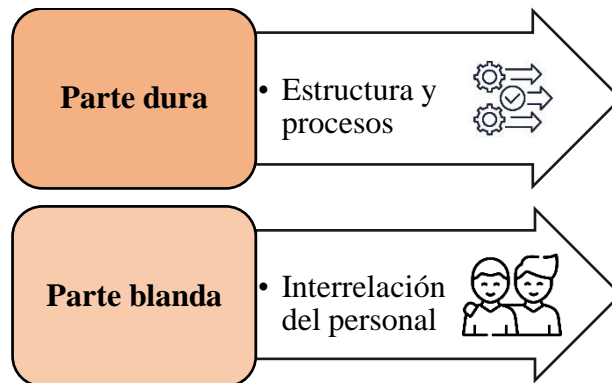 Parte dura
• Estructura y
procesos
Parte blanda
• Interrelación
del personal